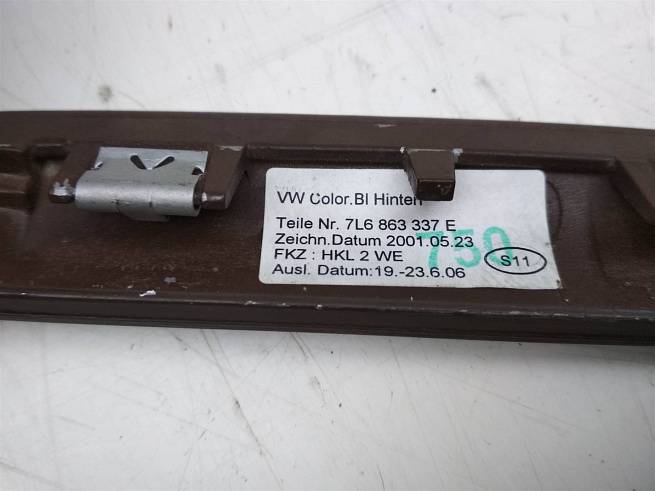 VW Color.Bl Hinten
Teile Nr. 7L6 863 337 E
Zeichn.Datum 2001.05.23
750
FKZ : HKL 2 WE
S11
Ausl. Datum:19.-23.6.06